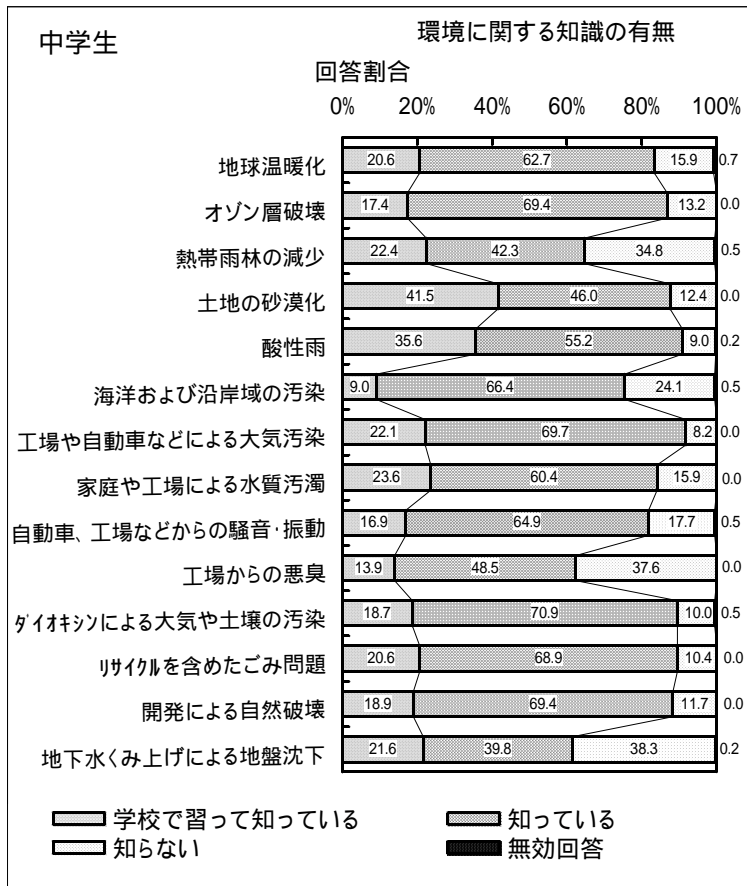 中学生
環境に関する知識の有無
回答割合
0% 20% 40% 60% 80% 100%
地球温暖化 20.6 62.7 15.9 0.7
オゾン層破壊 17.4 69.4 13.2 0.0
熱帯雨林の減少 22.4 42.3 34.8 0.5
土地の砂漠化 41.5 46.0 12.4 0.0
酸性雨 35.6 55.2 9.0 0.2
海洋および沿岸域の汚染 9.0 66.4 24.1 0.5
工場や自動車などによる大気汚染 22.1 69.7 8.2 0.0
家庭や工場による水質汚濁 23.6 60.4 15.9 0.0
自動車、工場などからの騒音・振動 16.9 64.9 17.7 0.5
工場からの悪臭 13.9 48.5 37.6 0.0
ダイオキシンによる大気や土壌の汚染 18.7 70.9 10.0 0.5
リサイクルを含めたごみ問題 20.6 68.9 10.4 0.0
開発による自然破壊 18.9 69.4 11.7 0.0
地下水くみ上げによる地盤沈下 21.6 39.8 38.3 0.2
学校で習って知っている 知っている
知らない 無効回答